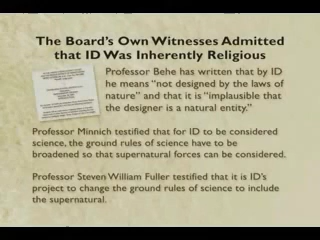 The Board's Own Witnesses Admitted
that ID Was Inherently Religious
Professor Behe has written that by ID
he means "not designed by the laws of
nature" and that it is "implausible that
the designer is a natural entity."
Professor Minnich testified that for ID to be considered
science, the ground rules of science have to be
broadened so that supernatural forces can be considered.
Professor Steven William Fuller testified that it is ID's
project to change the ground rules of science to include
the supernatural.